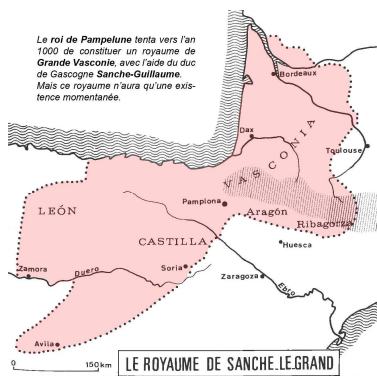 Le roi de Pampelune tenta vers l'an
1000 de constituer un royaume de
Grande Vasconie, avec l'aide du duc
de Gascogne Sanche-Guillaume.
Mais ce royaume n'aura qu'une exis-
tence momentanée.
Bordeaux
Dax
Toulouse
VASCONIA
Pamplona
LEÓN
Aragón
Ribagorza
CASTILLA
Huesca
Zamora
Duero
Soria
Zaragoza
Ebro
Avila
0 150km
LE ROYAUME DE SANCHE-LE-GRAND